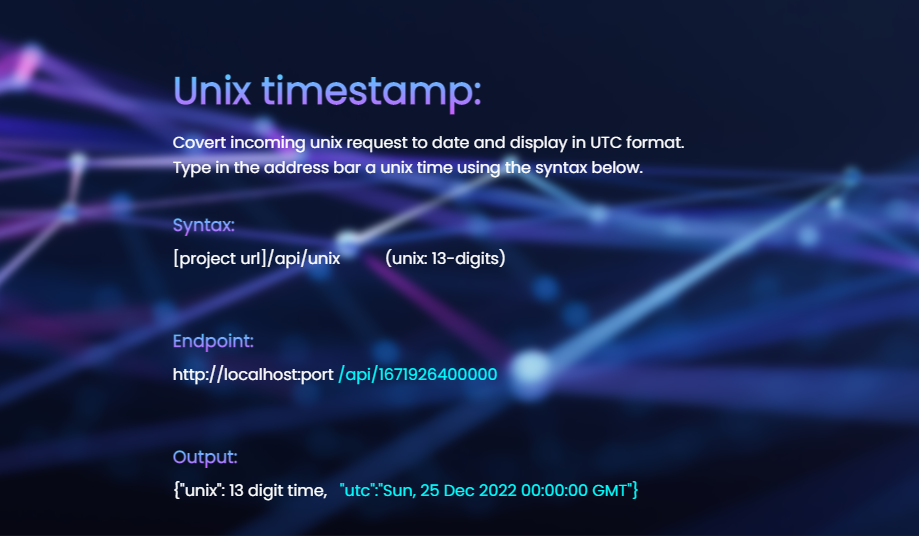 Unix timestamp:
Covert incoming unix request to date and display in UTC format.
Type in the address bar a unix time using the syntax below.
Syntax:
[project url]/api/unix (unix: 13-digits)
Endpoint:
http://localhost:port /api/1671926400000
Output:
{"unix": 13 digit time, "utc":"Sun, 25 Dec 2022 00:00:00 GMT"}